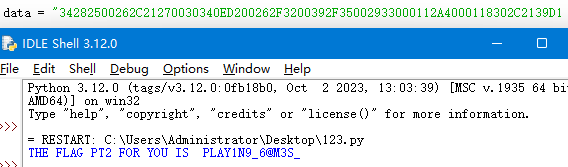 data = "34282500262C21270030340ED200262F3200392F35002933000112A4000118302C2139D1
IDLE Shell 3.12.0
File Edit Shell Debug Options Window Help
Python 3.12.0 (tags/v3.12.0:0fb18b0, Oct 2 2023, 13:03:39) [MSC v.1935 64 bit (
AMD64)] on win32
Type "help", "copyright", "credits" or "license()" for more information.
>>>
= RESTART: C:\Users\Administrator\Desktop\123.py
THE FLAG PT2 FOR YOU IS  PLAY1N9_6@M3S_
>>>